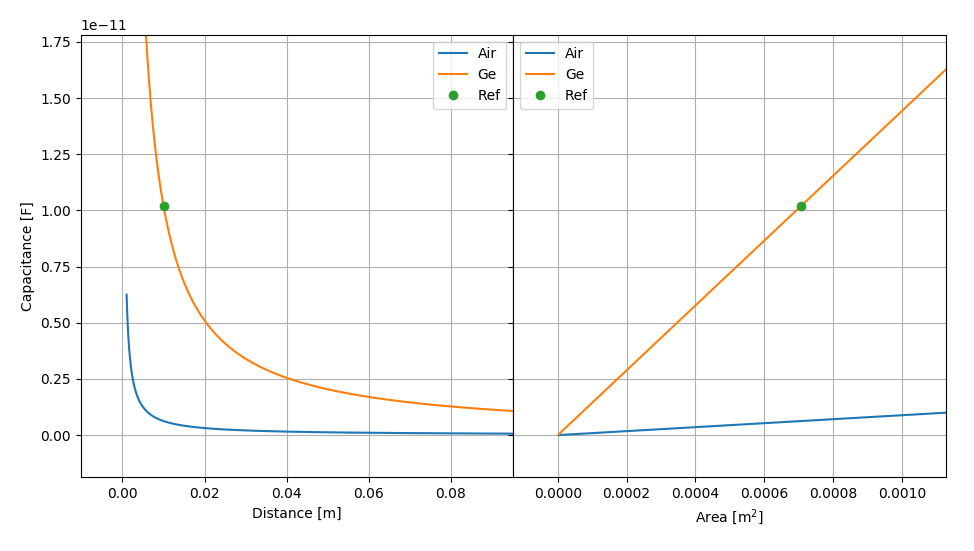 1e−11
1.75
1.50
1.25
1.00
0.75
0.50
0.25
0.00
Capacitance [F]
Air
Ge
Ref
Air
Ge
Ref
0.00 0.02 0.04 0.06 0.08
Distance [m]
0.0000 0.0002 0.0004 0.0006 0.0008 0.0010
Area [m²]